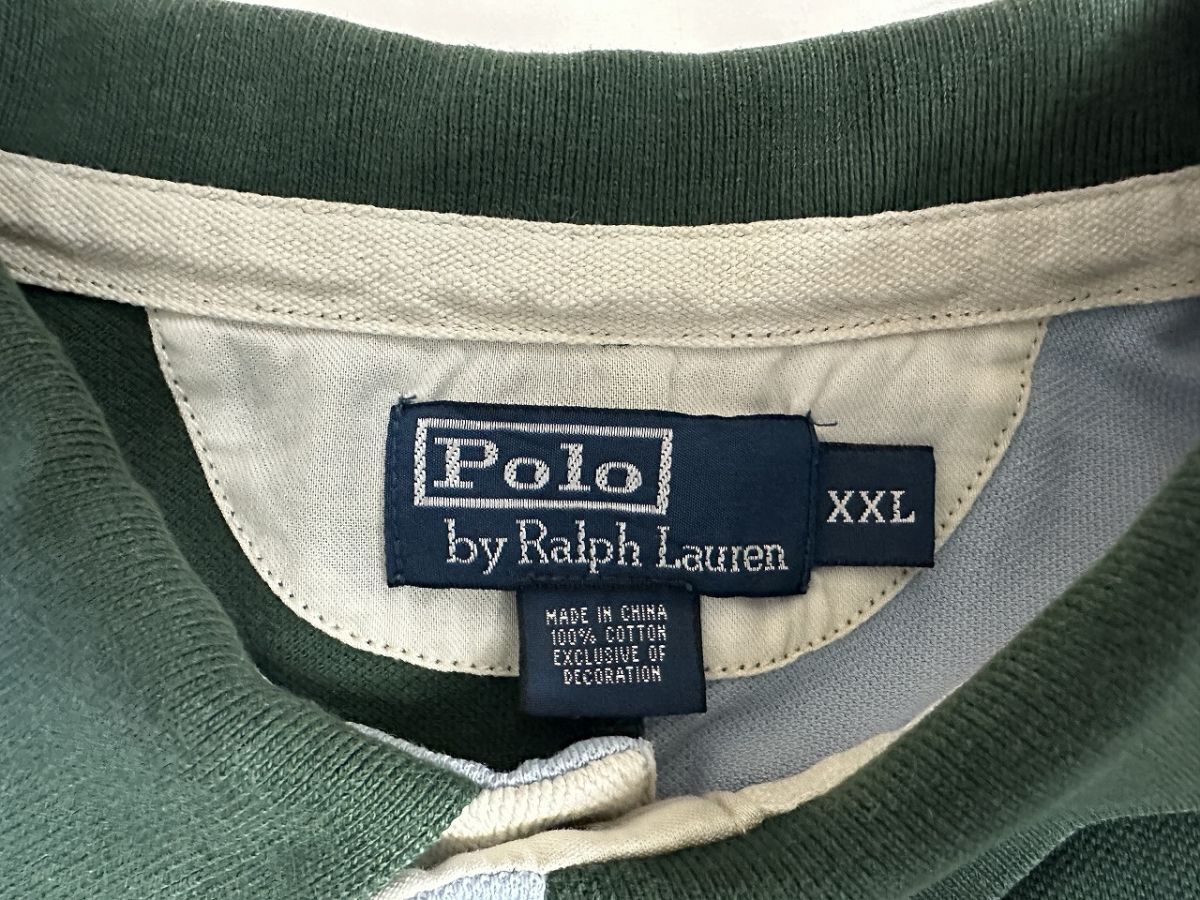 Polo
by Ralph Lauren
XXL
MADE IN CHINA
100% COTTON
EXCLUSIVE OF
DECORATION